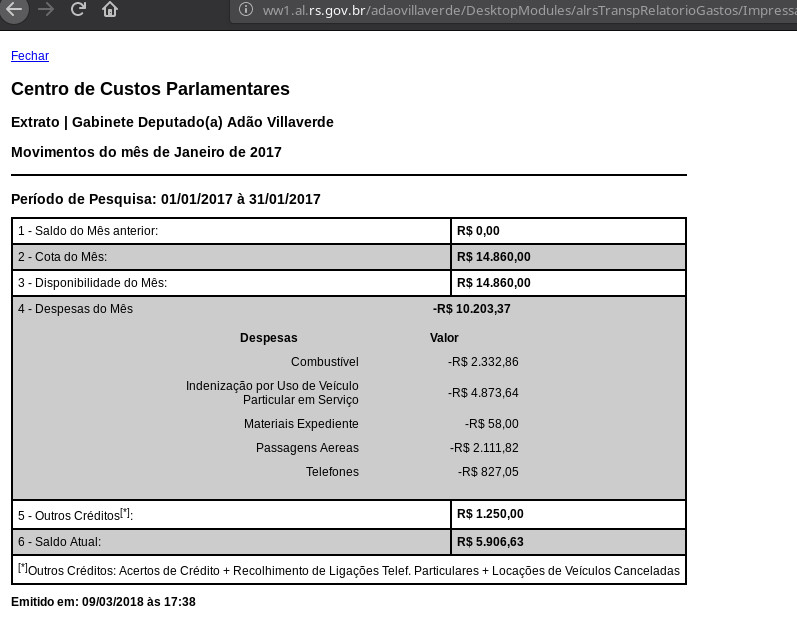 ww1.al.rs.gov.br/adaovillaverde/DesktopModules/alrsTranspRelatorioGastos/Impressa
Fechar
Centro de Custos Parlamentares
Extrato | Gabinete Deputado(a) Adão Villaverde
Movimentos do mês de Janeiro de 2017
Período de Pesquisa: 01/01/2017 à 31/01/2017
1 - Saldo do Mês anterior: R$ 0,00
2 - Cota do Mês: R$ 14.860,00
3 - Disponibilidade do Mês: R$ 14.860,00
4 - Despesas do Mês -R$ 10.203,37
Despesas Valor
Combustível -R$ 2.332,86
Indenização por Uso de Veículo
Particular em Serviço -R$ 4.873,64
Materiais Expediente -R$ 58,00
Passagens Aereas -R$ 2.111,82
Telefones -R$ 827,05
5 - Outros Créditos[*]: R$ 1.250,00
6 - Saldo Atual: R$ 5.906,63
[*]Outros Créditos: Acertos de Crédito + Recolhimento de Ligações Telef. Particulares + Locações de Veículos Canceladas
Emitido em: 09/03/2018 às 17:38